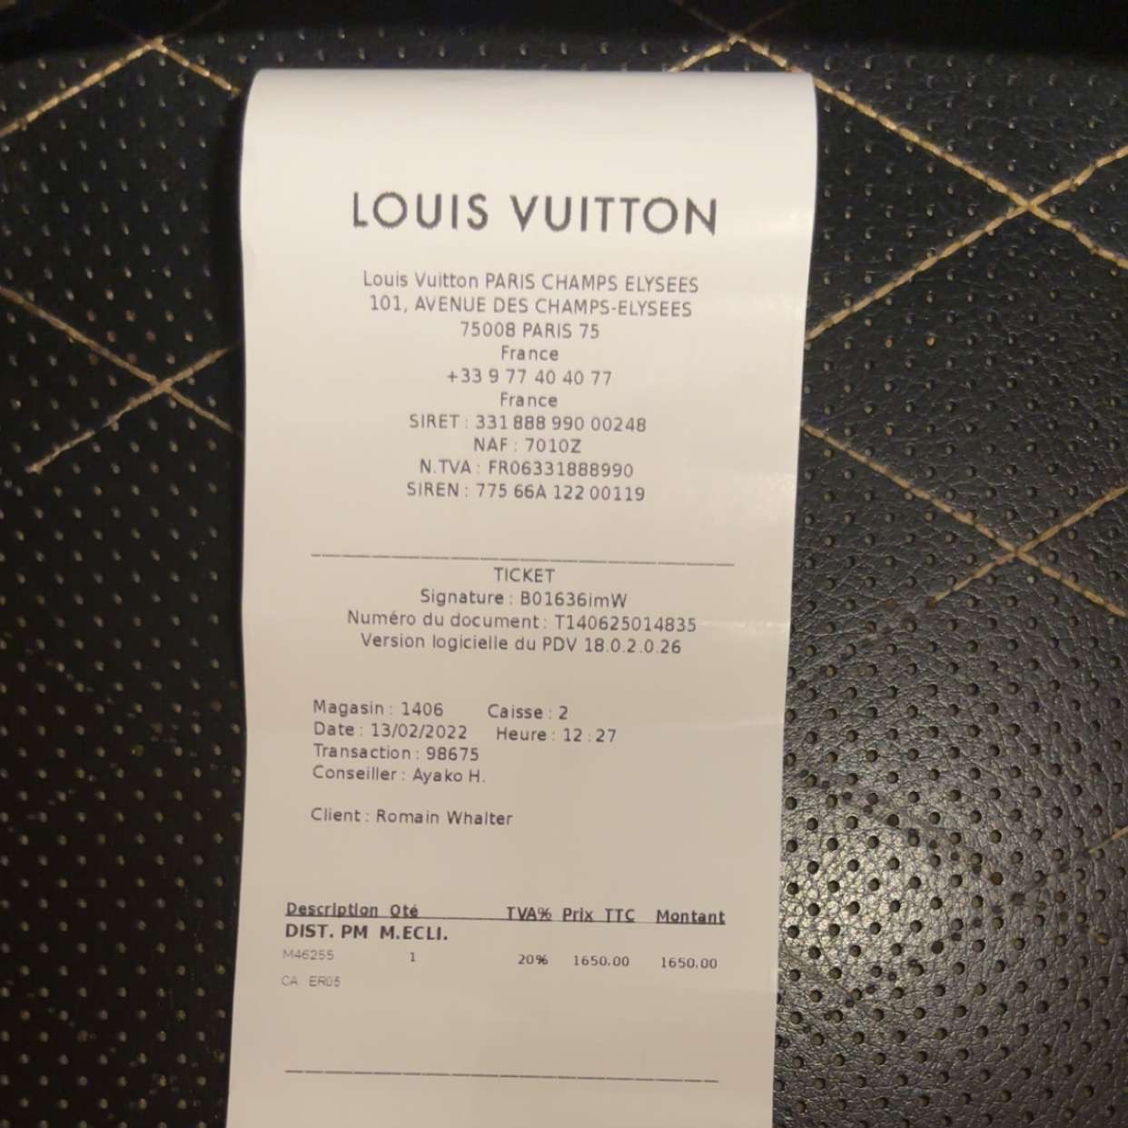 LOUIS VUITTON
Louis Vuitton PARIS CHAMPS ELYSEES
101, AVENUE DES CHAMPS-ELYSEES
75008 PARIS 75
France
+33 9 77 40 40 77
France
SIRET : 331 888 990 00248
NAF : 7010Z
N.TVA : FR06331888990
SIREN : 775 66A 122 00119
TICKET
Signature : B01636imW
Numéro du document : T140625014835
Version logicielle du PDV 18.0.2.0.26
Magasin : 1406 Caisse : 2
Date : 13/02/2022 Heure : 12 : 27
Transaction : 98675
Conseiller : Ayako H.
Client : Romain Whalter
Description Qté TVA% Prix TTC Montant
DIST. PM M.ECLI.
M46255 1 20% 1650.00 1650.00
CA ER05